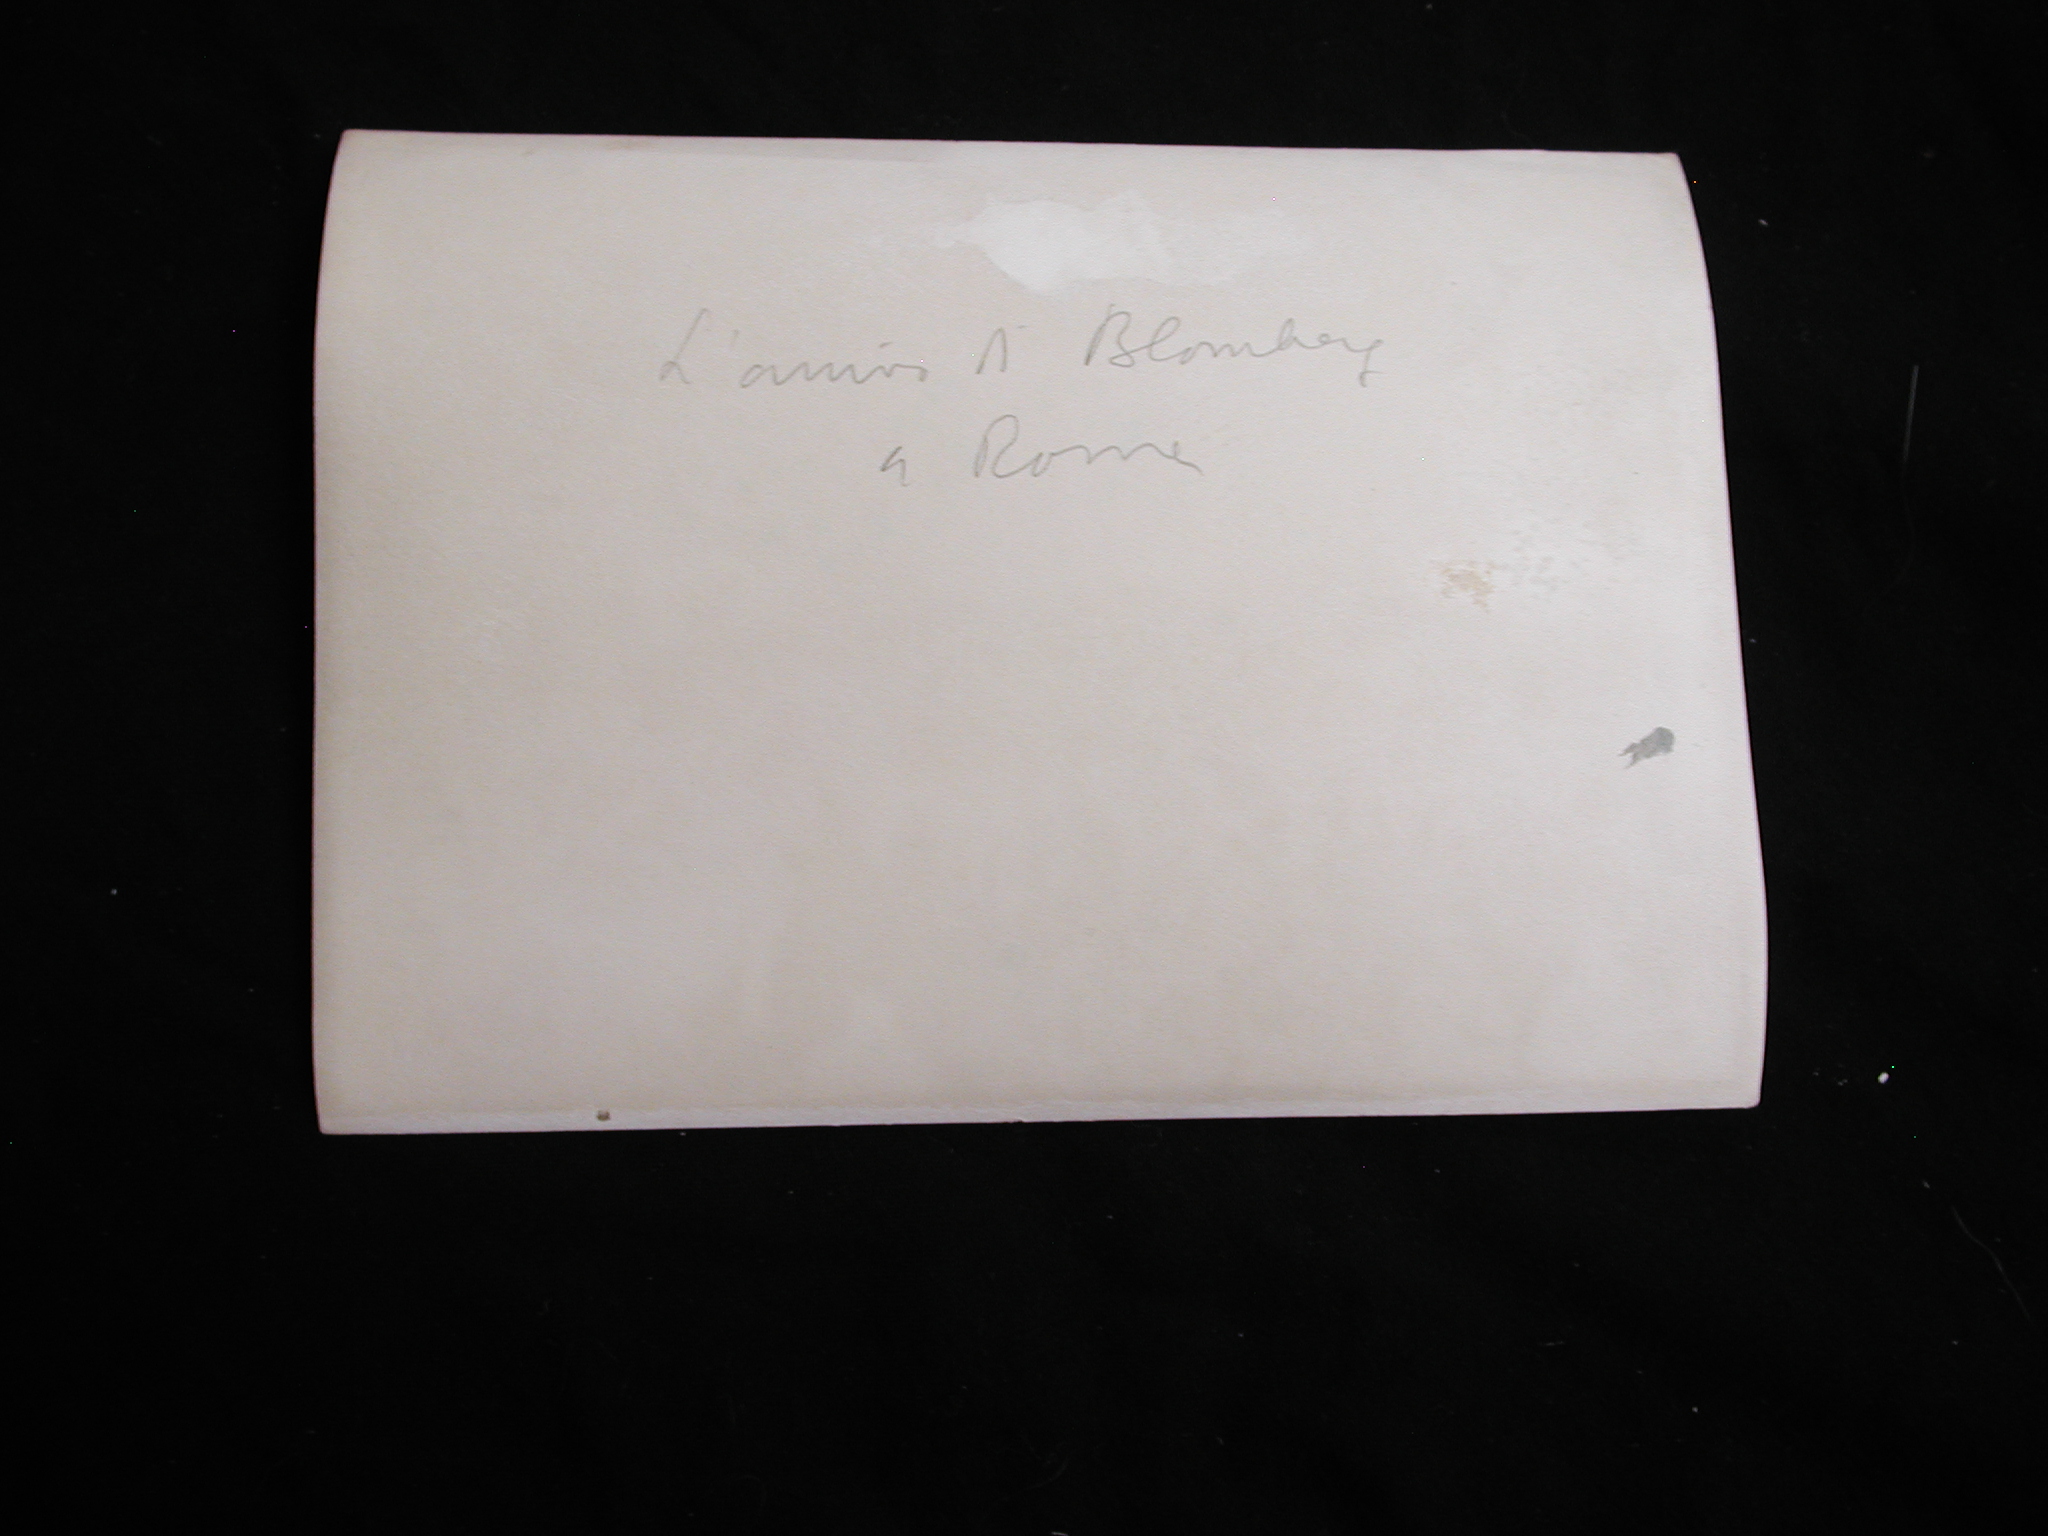 L'arrivo di Blomberg
a Roma